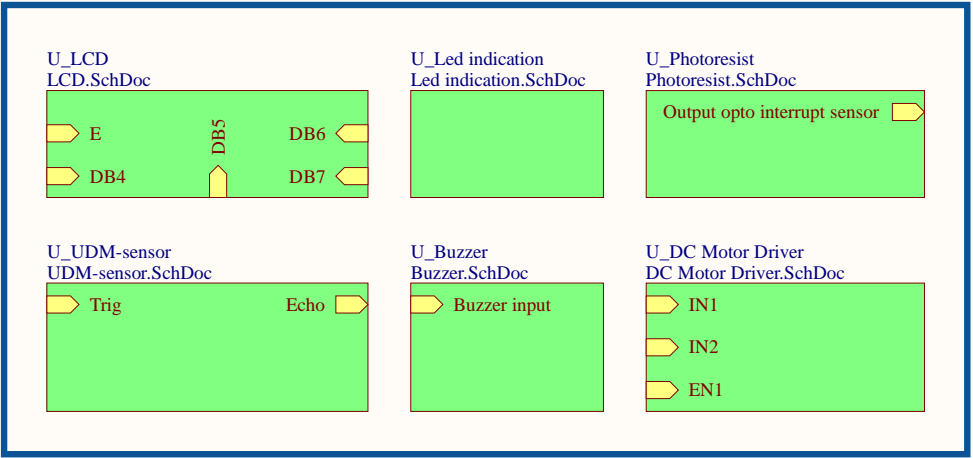 U_LCD
LCD.SchDoc
E
DB4
DB5
DB6
DB7
U_Led indication
Led indication.SchDoc
U_Photoresist
Photoresist.SchDoc
Output opto interrupt sensor
U_UDM-sensor
UDM-sensor.SchDoc
Trig
Echo
U_Buzzer
Buzzer.SchDoc
Buzzer input
U_DC Motor Driver
DC Motor Driver.SchDoc
IN1
IN2
EN1